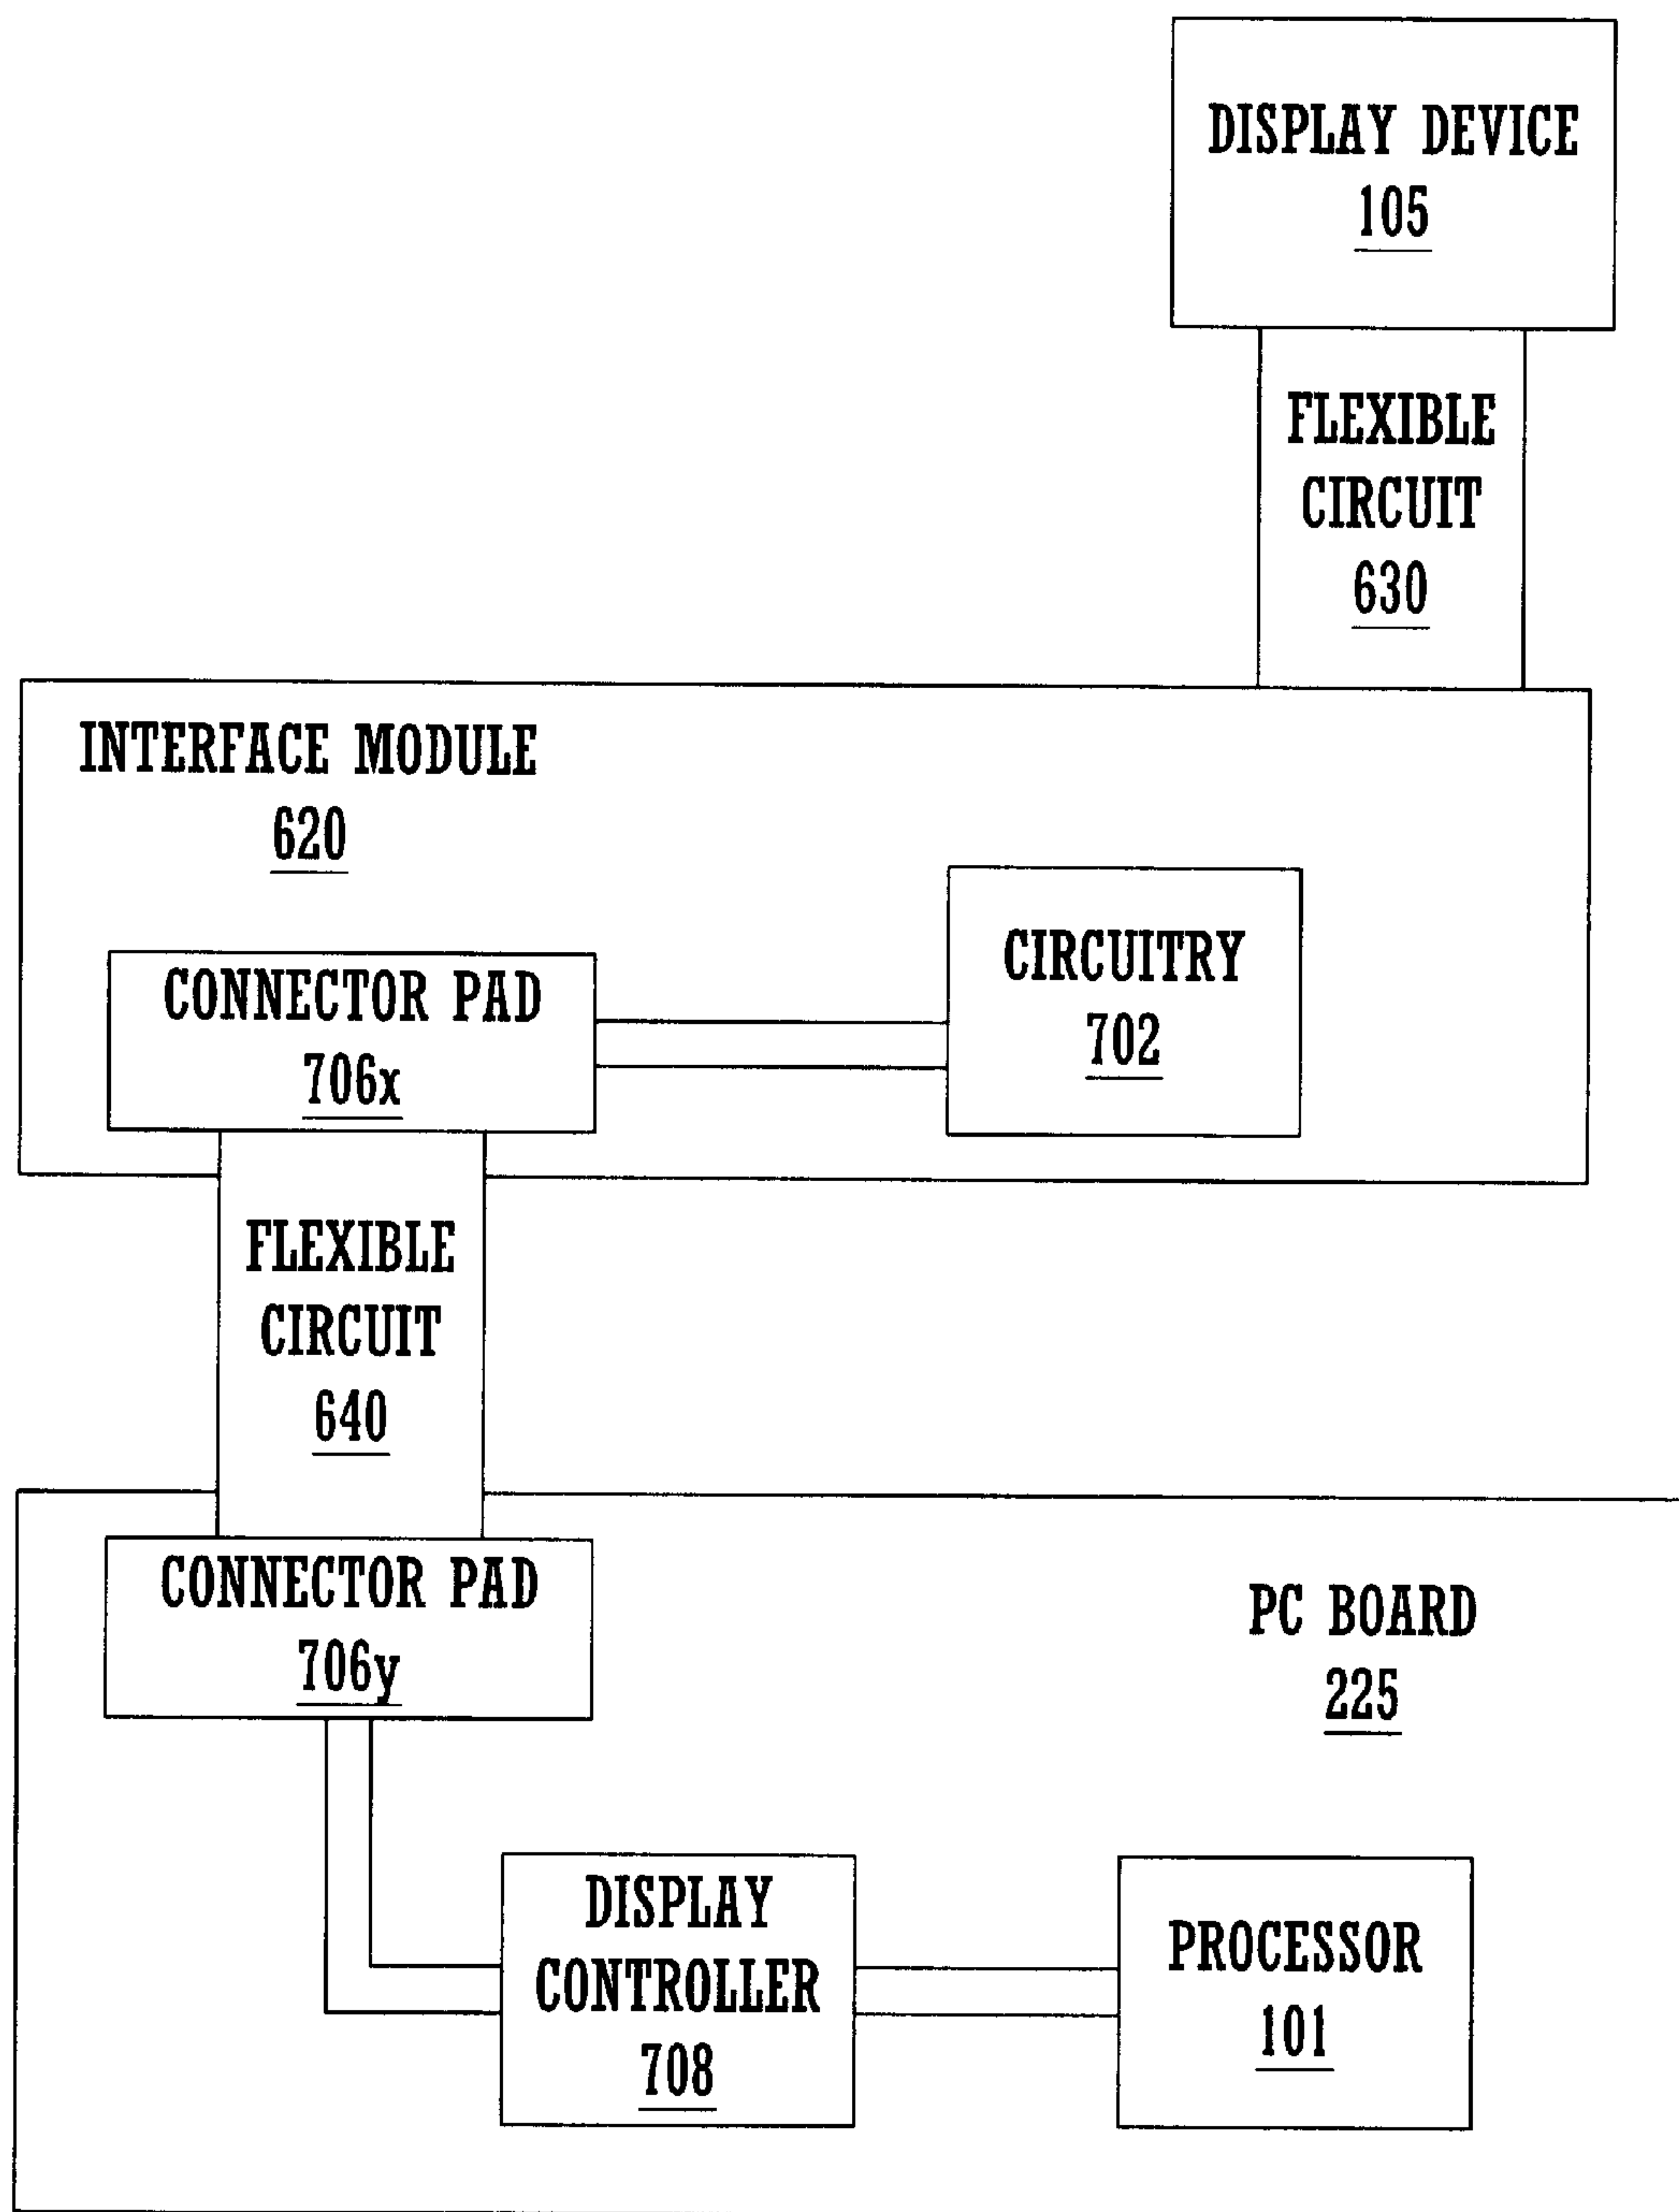 DISPLAY DEVICE
105
FLEXIBLE
CIRCUIT
630
INTERFACE MODULE
620
CIRCUITRY
702
CONNECTOR PAD
706x
FLEXIBLE
CIRCUIT
640
CONNECTOR PAD
706y
PC BOARD
225
DISPLAY
CONTROLLER
708
PROCESSOR
101